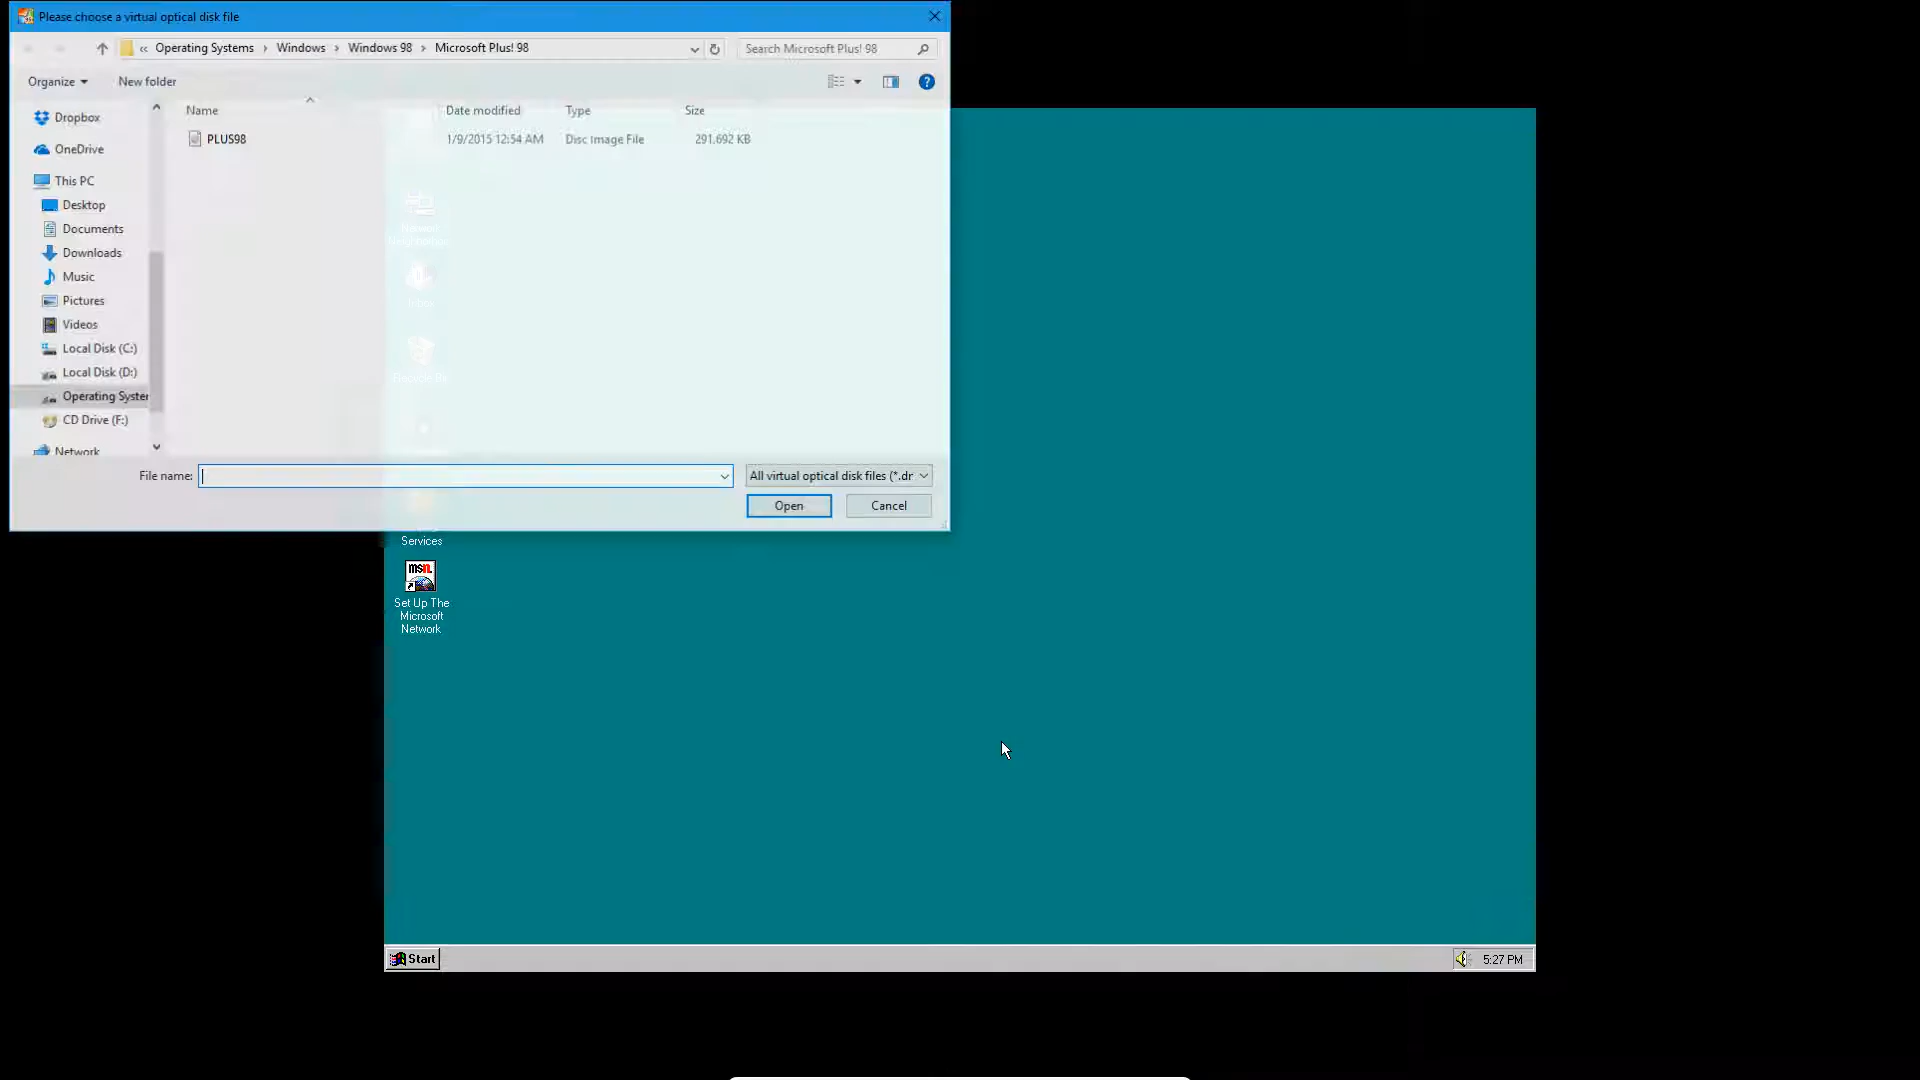 Please choose a virtual optical disk file
« Operating Systems › Windows › Windows 98 › Microsoft Plus! 98
Search Microsoft Plus! 98
Organize
New folder
Name
Date modified
Type
Size
PLUS98
1/9/2015 12:54 AM
Disc Image File
291,692 KB
Dropbox
OneDrive
This PC
Desktop
Documents
Downloads
Music
Pictures
Videos
Local Disk (C:)
Local Disk (D:)
Operating System
CD Drive (F:)
Network
File name:
All virtual optical disk files (*.dr
Open
Cancel
Services
msn
Set Up The
Microsoft
Network
Start
5:27 PM